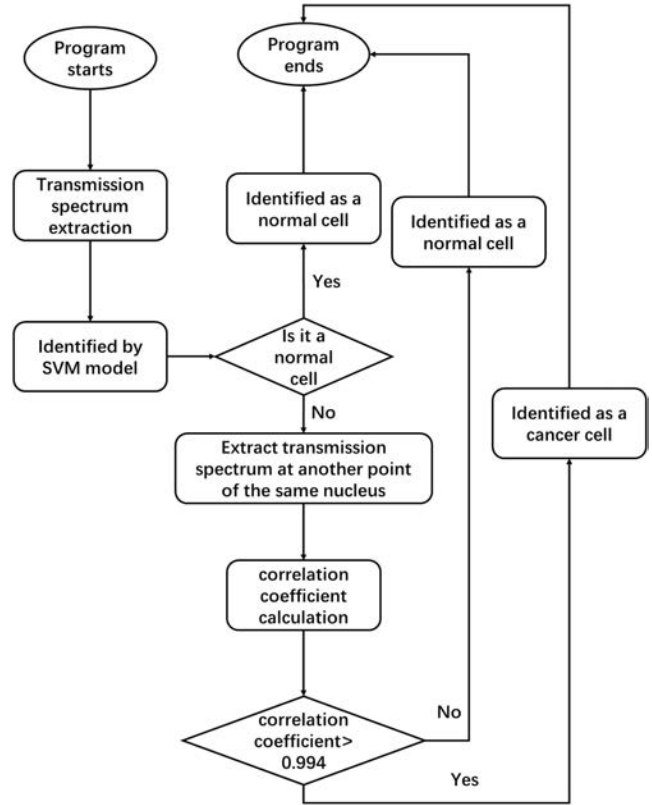 Program
starts
Program
ends
Transmission
spectrum
extraction
Identified as a
normal cell
Identified as a
normal cell
Yes
Identified by
SVM model
Is it a
normal
cell
No
Identified as a
cancer cell
Extract transmission
spectrum at another point
of the same nucleus
correlation
coefficient
calculation
correlation
coefficient>
0.994
No
Yes